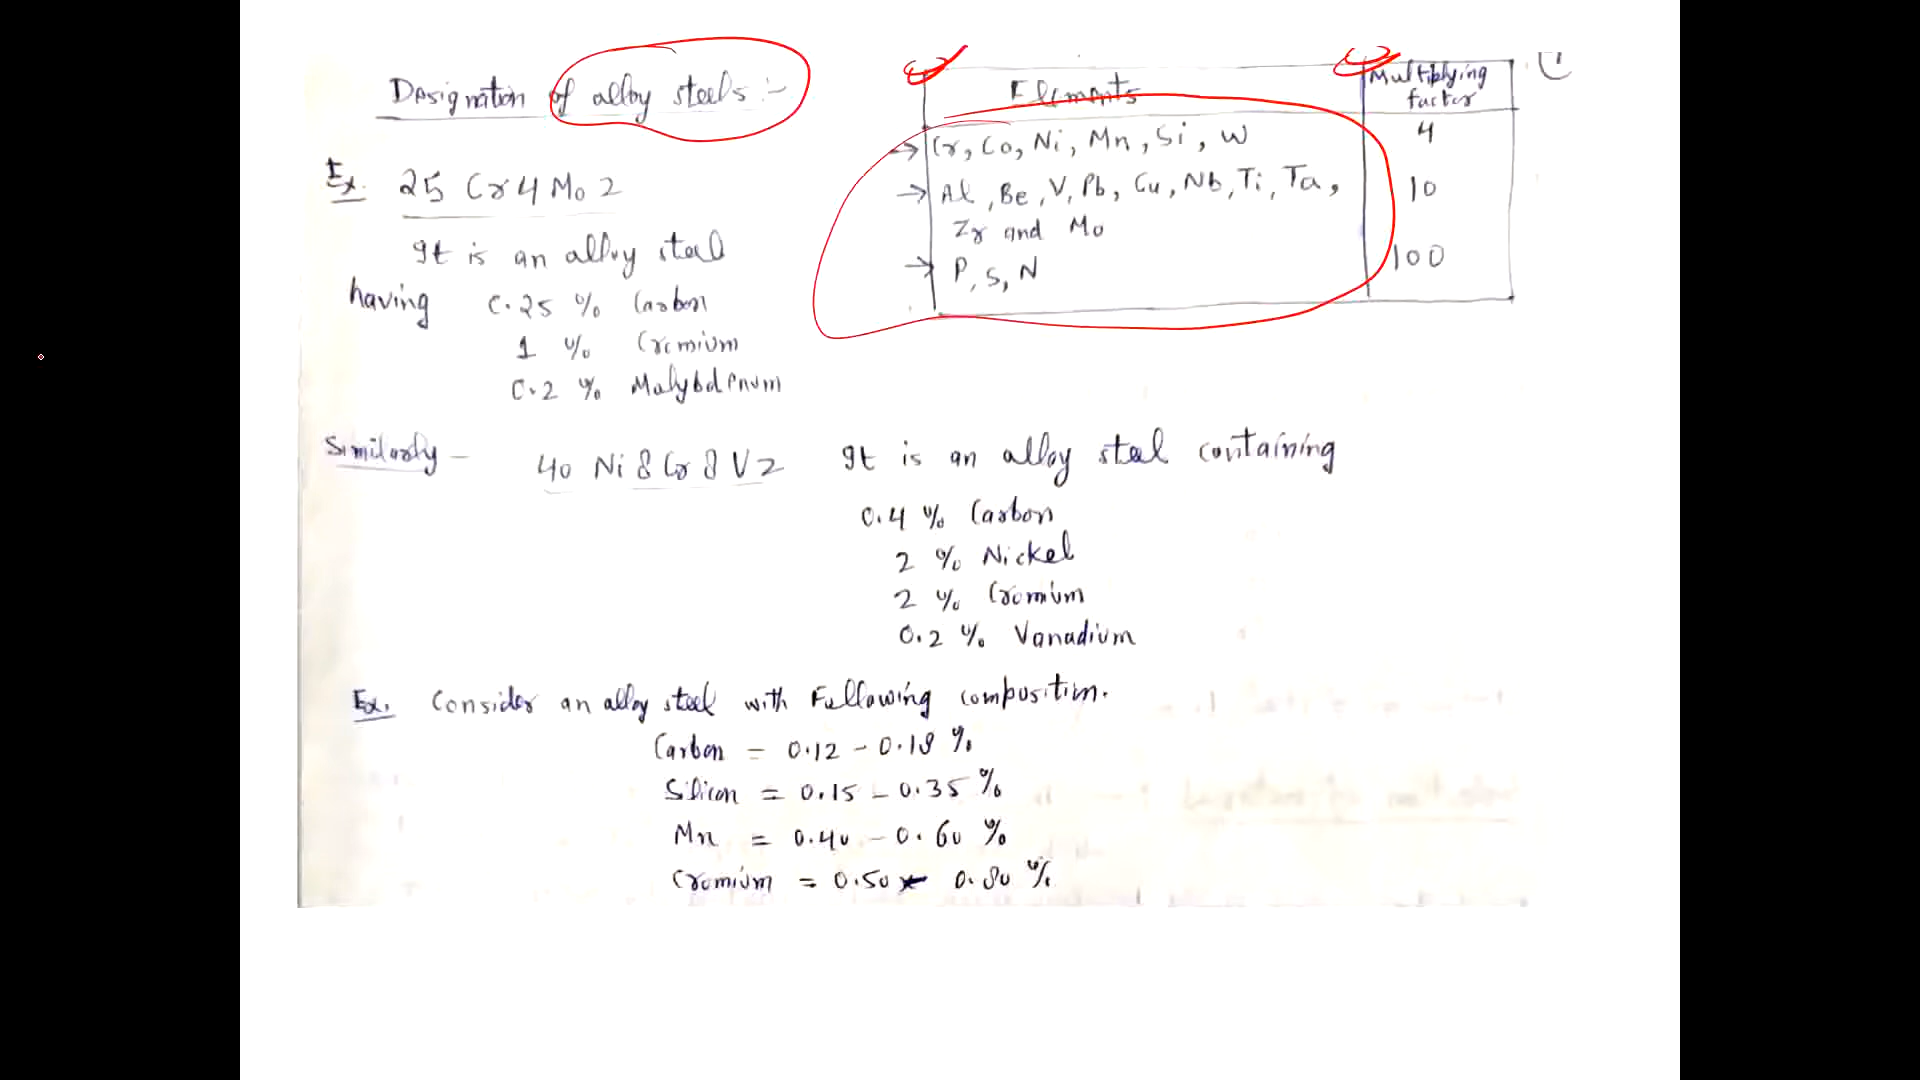 Designation of alloy steels :-
Elements
Multiplying
factor
Cr, Co, Ni, Mn, Si, W
4
Al, Be, V, Pb, Cu, Nb, Ti, Ta,
10
Zr and Mo
P, S, N
100
Ex. 25 Cr 4 Mo 2
It is an alloy steel
having 0.25 % Carbon
1 % Cromium
0.2 % Molybdenum
Similarly - 40 Ni 8 Cr 8 V 2 It is an alloy steel containing
0.4 % Carbon
2 % Nickel
2 % Cromium
0.2 % Vanadium
Ex. Consider an alloy steel with Following composition.
Carbon = 0.12 - 0.18 %
Silicon = 0.15 - 0.35 %
Mn = 0.40 - 0.60 %
Cromium = 0.50 - 0.80 %